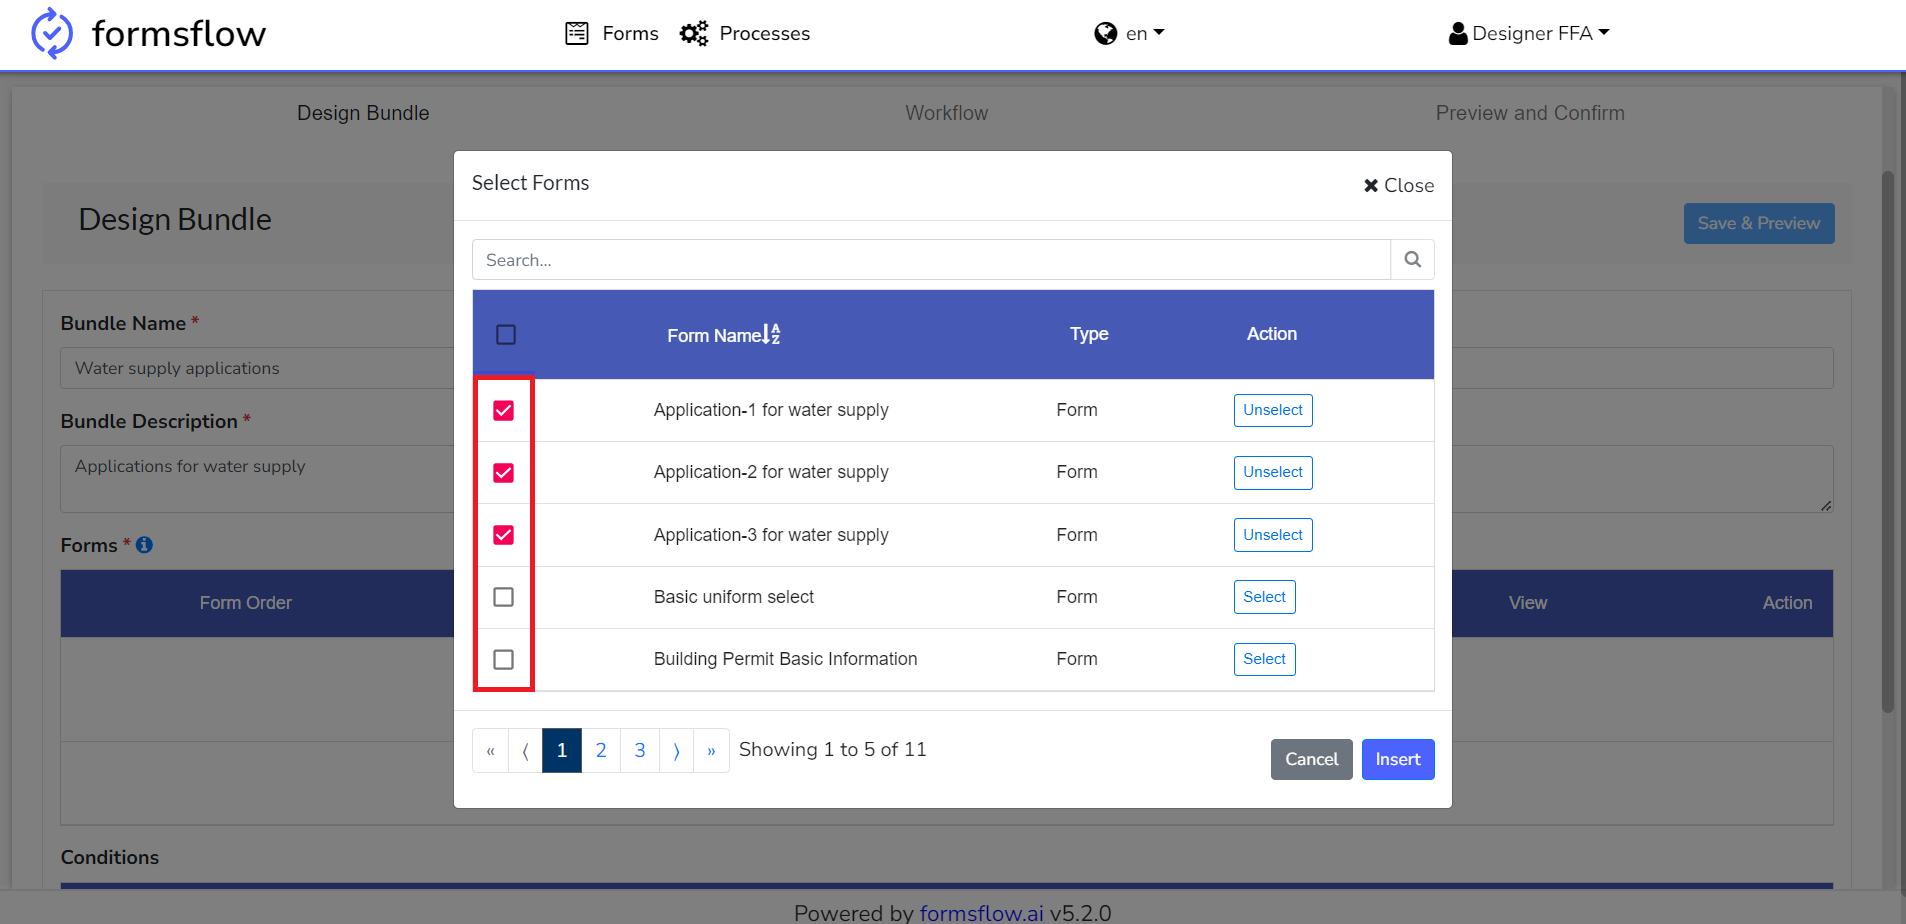 formsflow
Forms
Processes
en
Designer FFA
Design Bundle
Workflow
Preview and Confirm
Design Bundle
Save & Preview
Bundle Name *
Water supply applications
Bundle Description *
Applications for water supply
Forms *
Form Order
View
Action
Conditions
Select Forms
Close
Search...
Form Name
Type
Action
Application-1 for water supply
Form
Unselect
Application-2 for water supply
Form
Unselect
Application-3 for water supply
Form
Unselect
Basic uniform select
Form
Select
Building Permit Basic Information
Form
Select
« ⟨ 1 2 3 ⟩ » Showing 1 to 5 of 11
Cancel
Insert
Powered by formsflow.ai v5.2.0